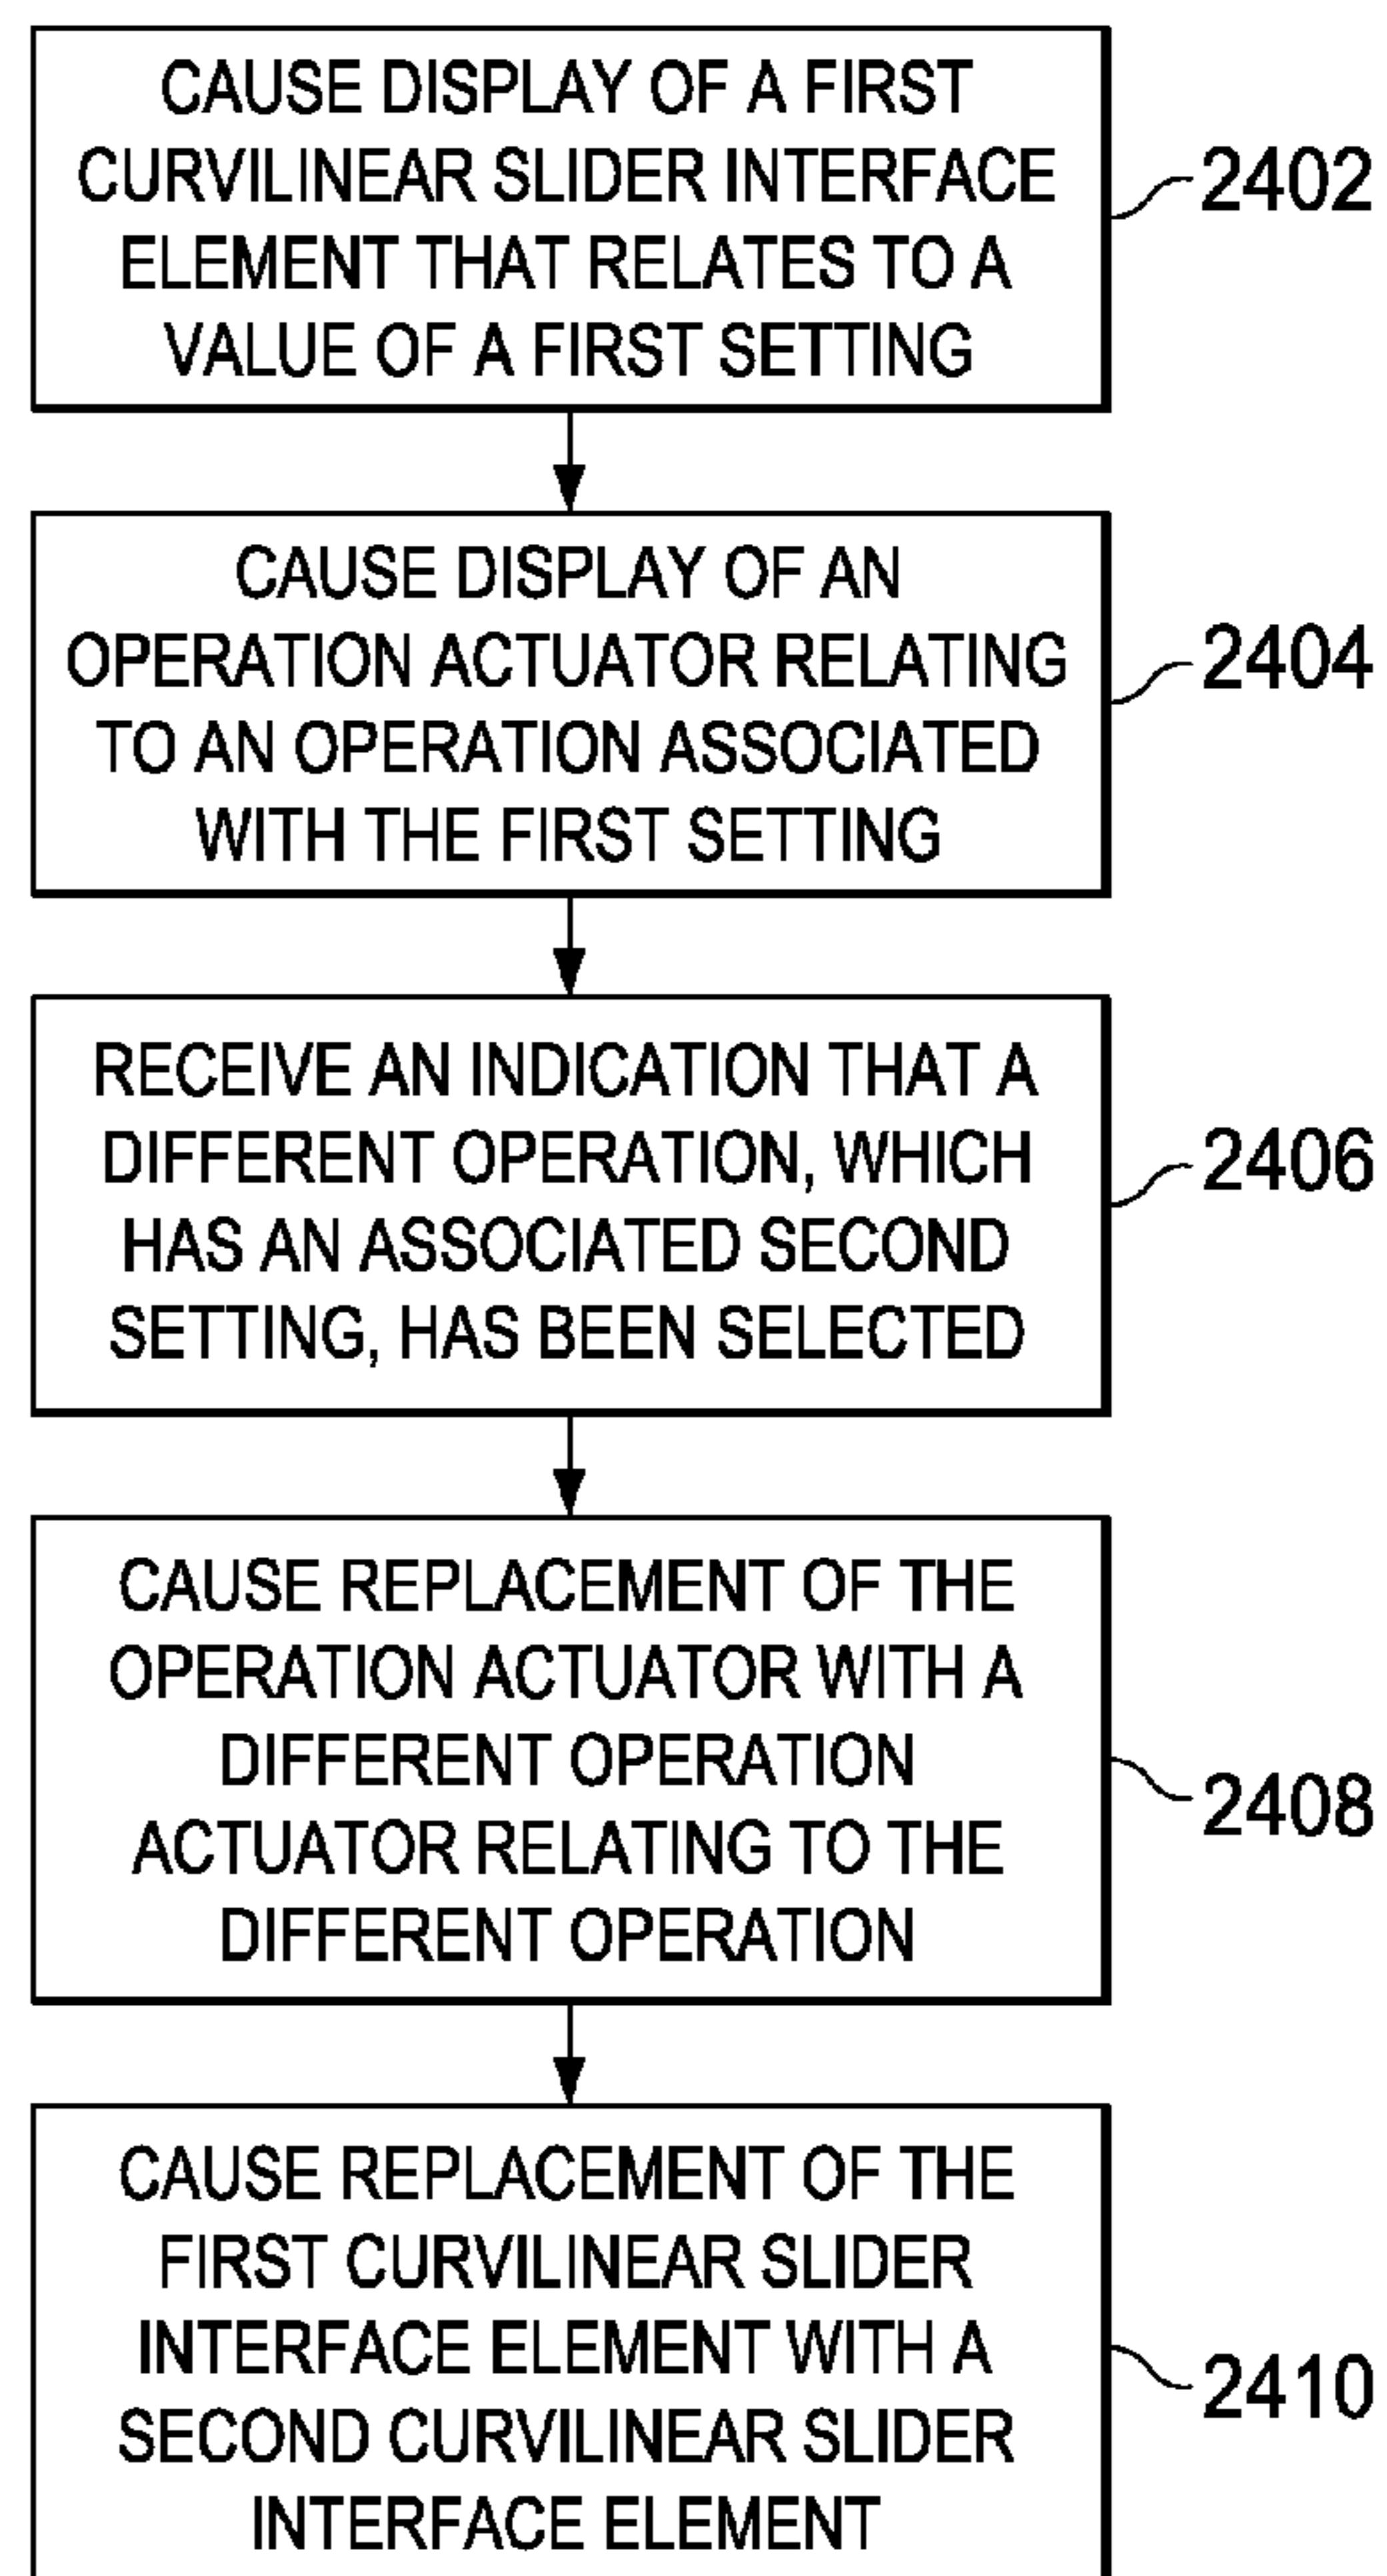 CAUSE DISPLAY OF A FIRST
CURVILINEAR SLIDER INTERFACE
ELEMENT THAT RELATES TO A
VALUE OF A FIRST SETTING
2402
CAUSE DISPLAY OF AN
OPERATION ACTUATOR RELATING
TO AN OPERATION ASSOCIATED
WITH THE FIRST SETTING
2404
RECEIVE AN INDICATION THAT A
DIFFERENT OPERATION, WHICH
HAS AN ASSOCIATED SECOND
SETTING, HAS BEEN SELECTED
2406
CAUSE REPLACEMENT OF THE
OPERATION ACTUATOR WITH A
DIFFERENT OPERATION
ACTUATOR RELATING TO THE
DIFFERENT OPERATION
2408
CAUSE REPLACEMENT OF THE
FIRST CURVILINEAR SLIDER
INTERFACE ELEMENT WITH A
SECOND CURVILINEAR SLIDER
INTERFACE ELEMENT
2410